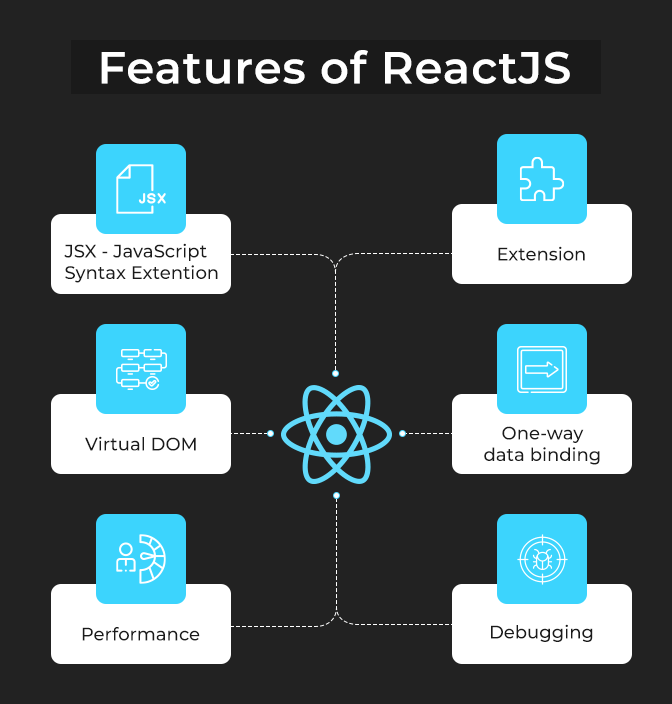 Features of ReactJS
JSX
JSX - JavaScript
Syntax Extention
Extension
Virtual DOM
One-way
data binding
Performance
Debugging